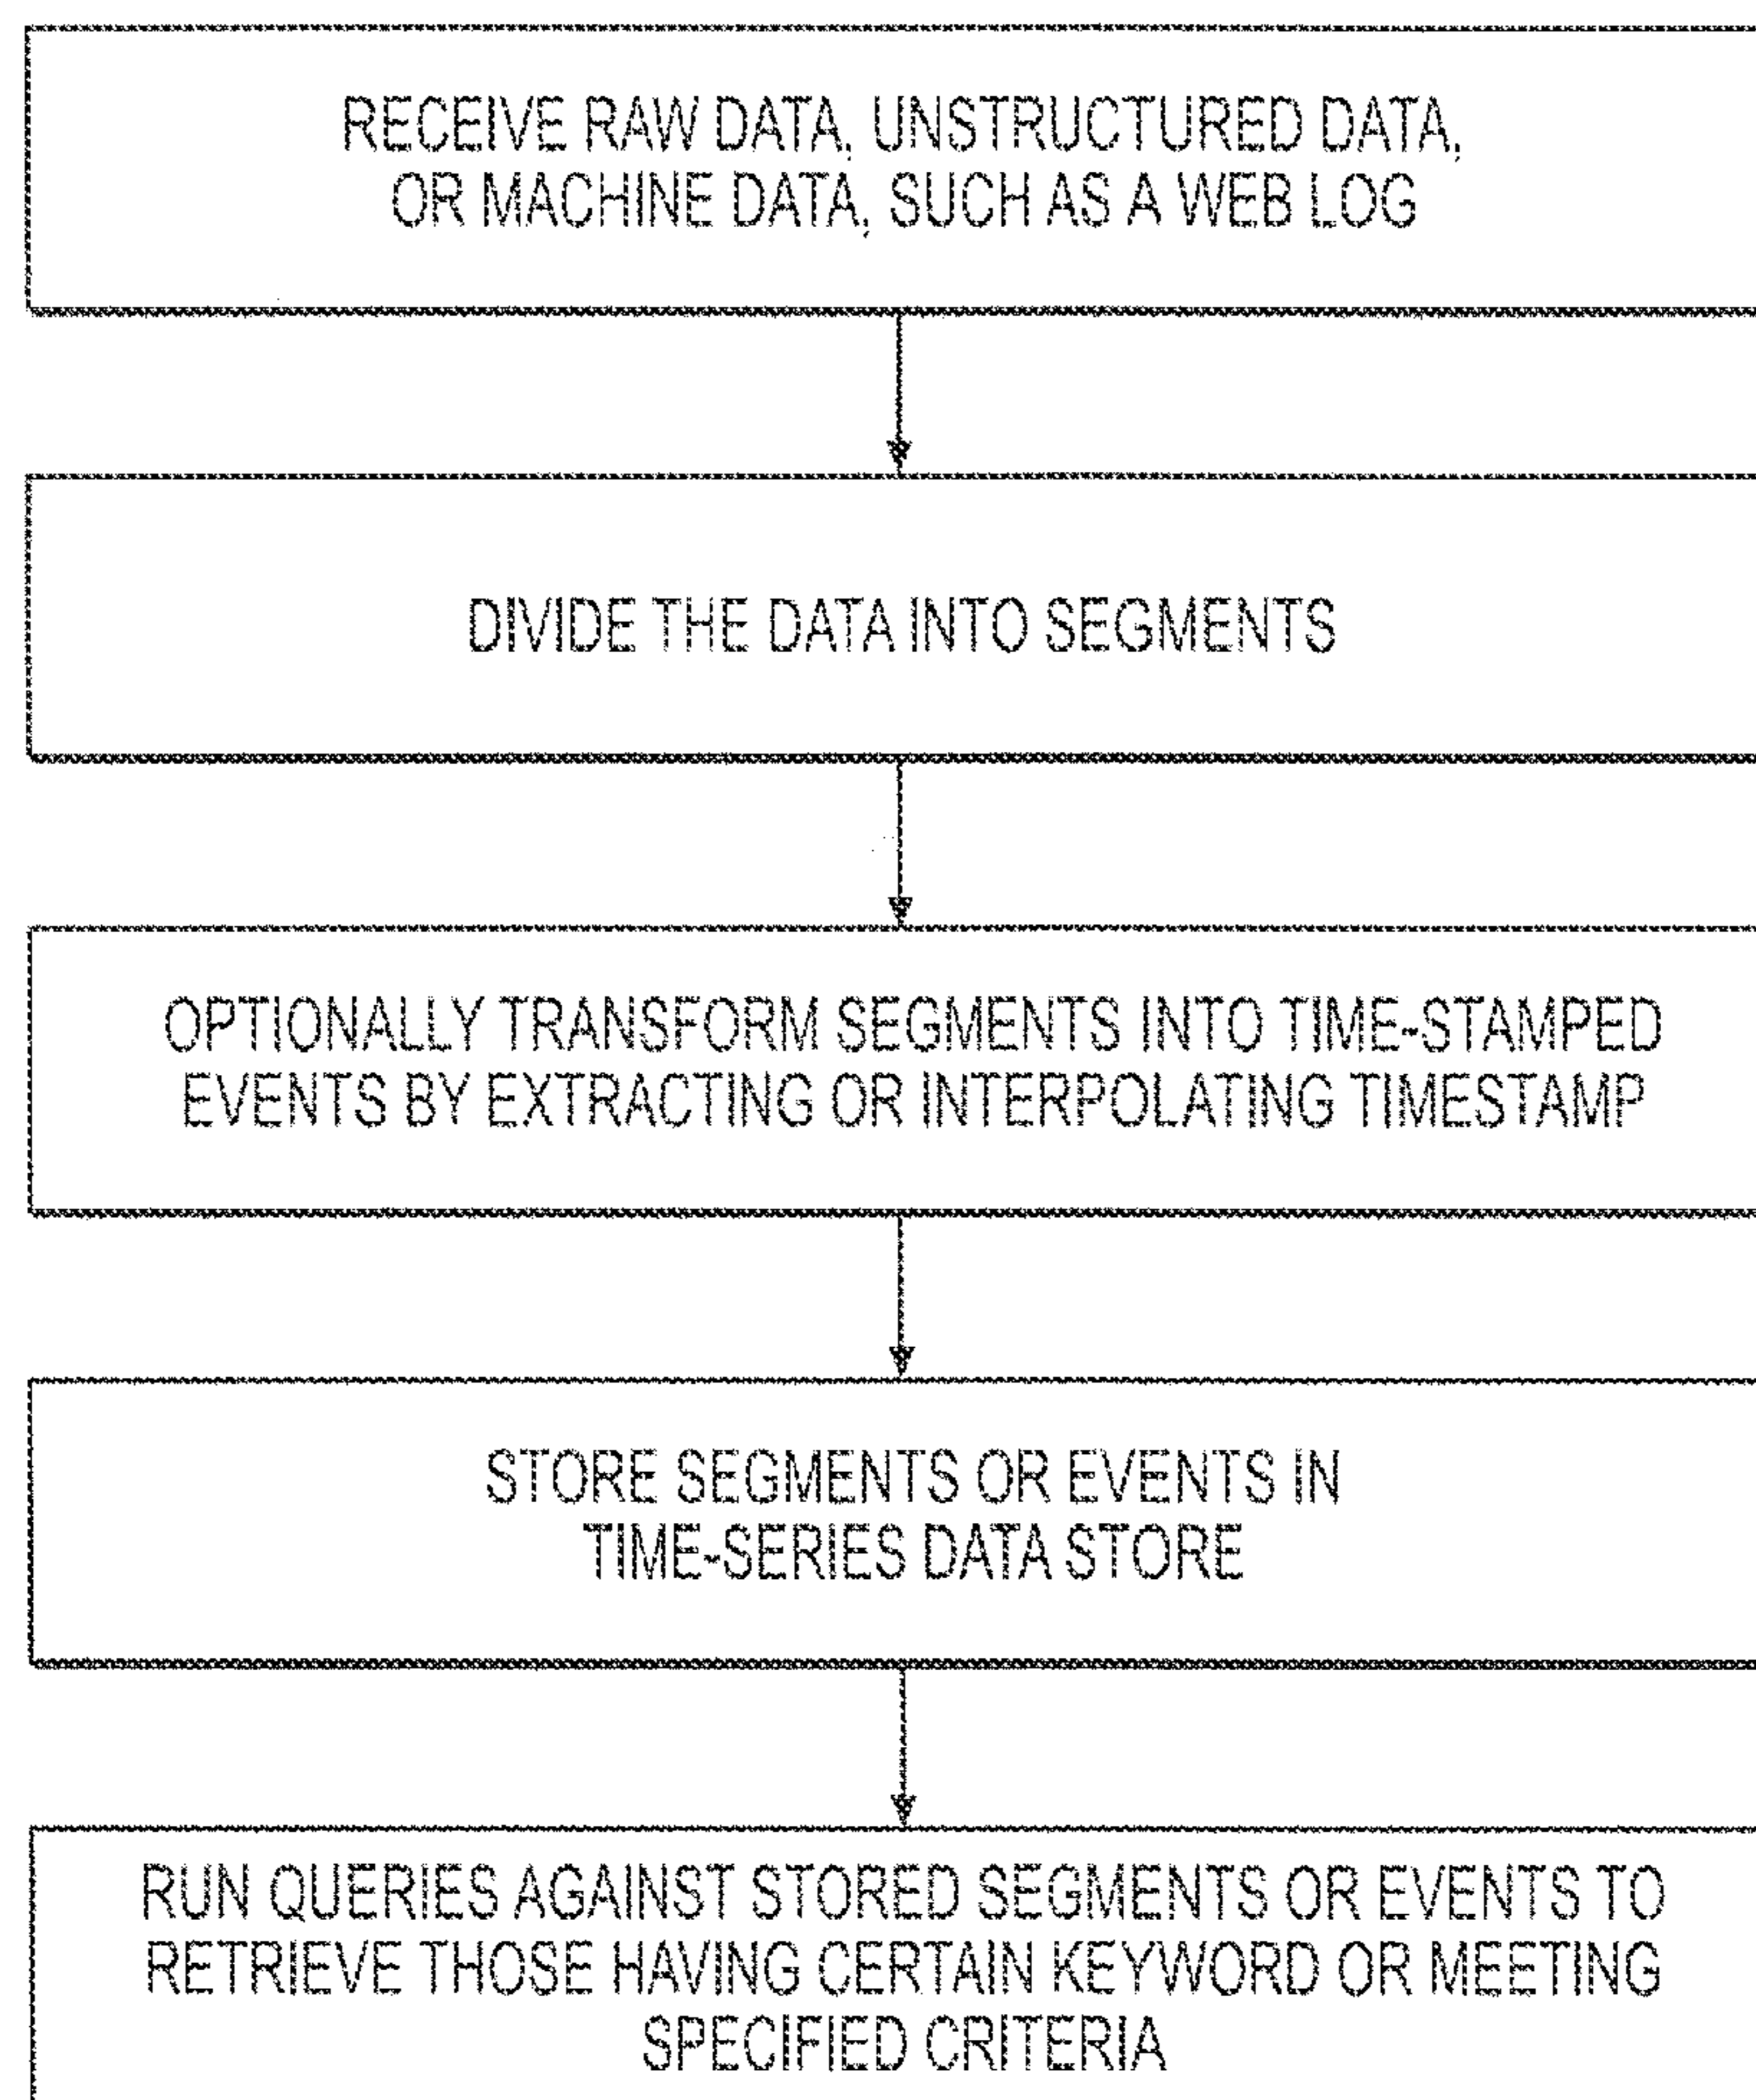 RECEIVE RAW DATA, UNSTRUCTURED DATA,
OR MACHINE DATA, SUCH AS A WEB LOG
DIVIDE THE DATA INTO SEGMENTS
OPTIONALLY TRANSFORM SEGMENTS INTO TIME-STAMPED
EVENTS BY EXTRACTING OR INTERPOLATING TIMESTAMP
STORE SEGMENTS OR EVENTS IN
TIME-SERIES DATA STORE
RUN QUERIES AGAINST STORED SEGMENTS OR EVENTS TO
RETRIEVE THOSE HAVING CERTAIN KEYWORD OR MEETING
SPECIFIED CRITERIA